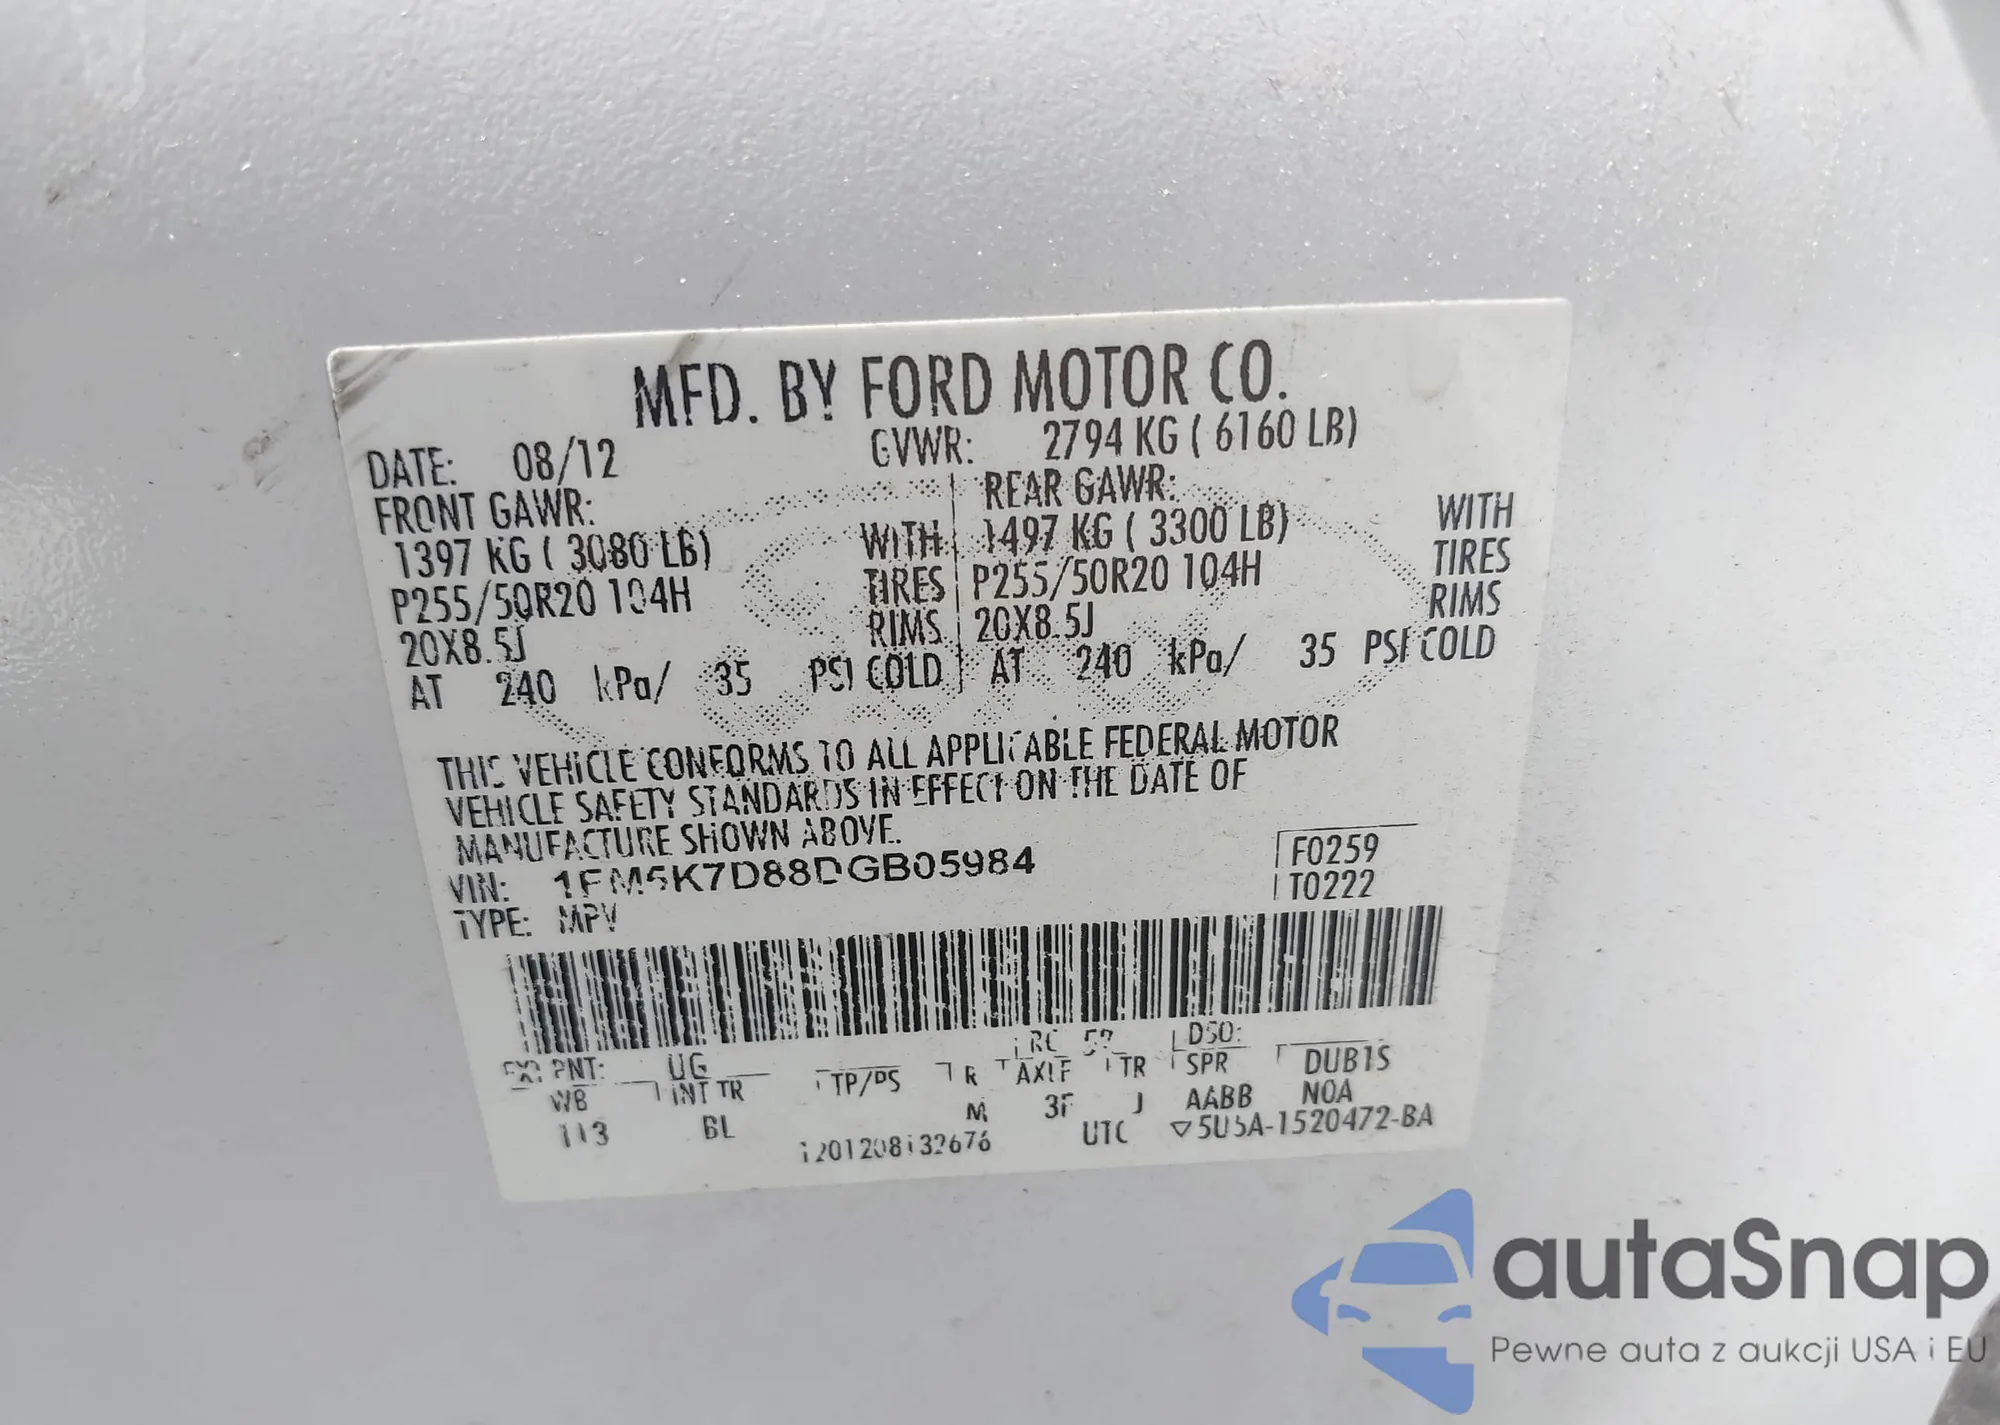 MFD. BY FORD MOTOR CO.
DATE: 08/12 GVWR: 2794 KG ( 6160 LB)
FRONT GAWR: REAR GAWR:
1397 KG ( 3080 LB) WITH 1497 KG ( 3300 LB) WITH
P255/50R20 104H TIRES P255/50R20 104H TIRES
20X8.5J RIMS 20X8.5J RIMS
AT 240 kPa/ 35 PSI COLD AT 240 kPa/ 35 PSI COLD
THIS VEHICLE CONFORMS TO ALL APPLICABLE FEDERAL MOTOR
VEHICLE SAFETY STANDARDS IN EFFECT ON THE DATE OF
MANUFACTURE SHOWN ABOVE.
VIN: 1FM5K7D88DGB05984 F0259
TYPE: MPV T0222
EXT PNT: UG RC: DSO:
WB INT TR TP/PS R AXLE TR SPR DUB1S
113 BL M J AABB NOA
1201208132676 UTC ▽5U5A-1520472-BA
autaSnap
Pewne auta z aukcji USA i EU